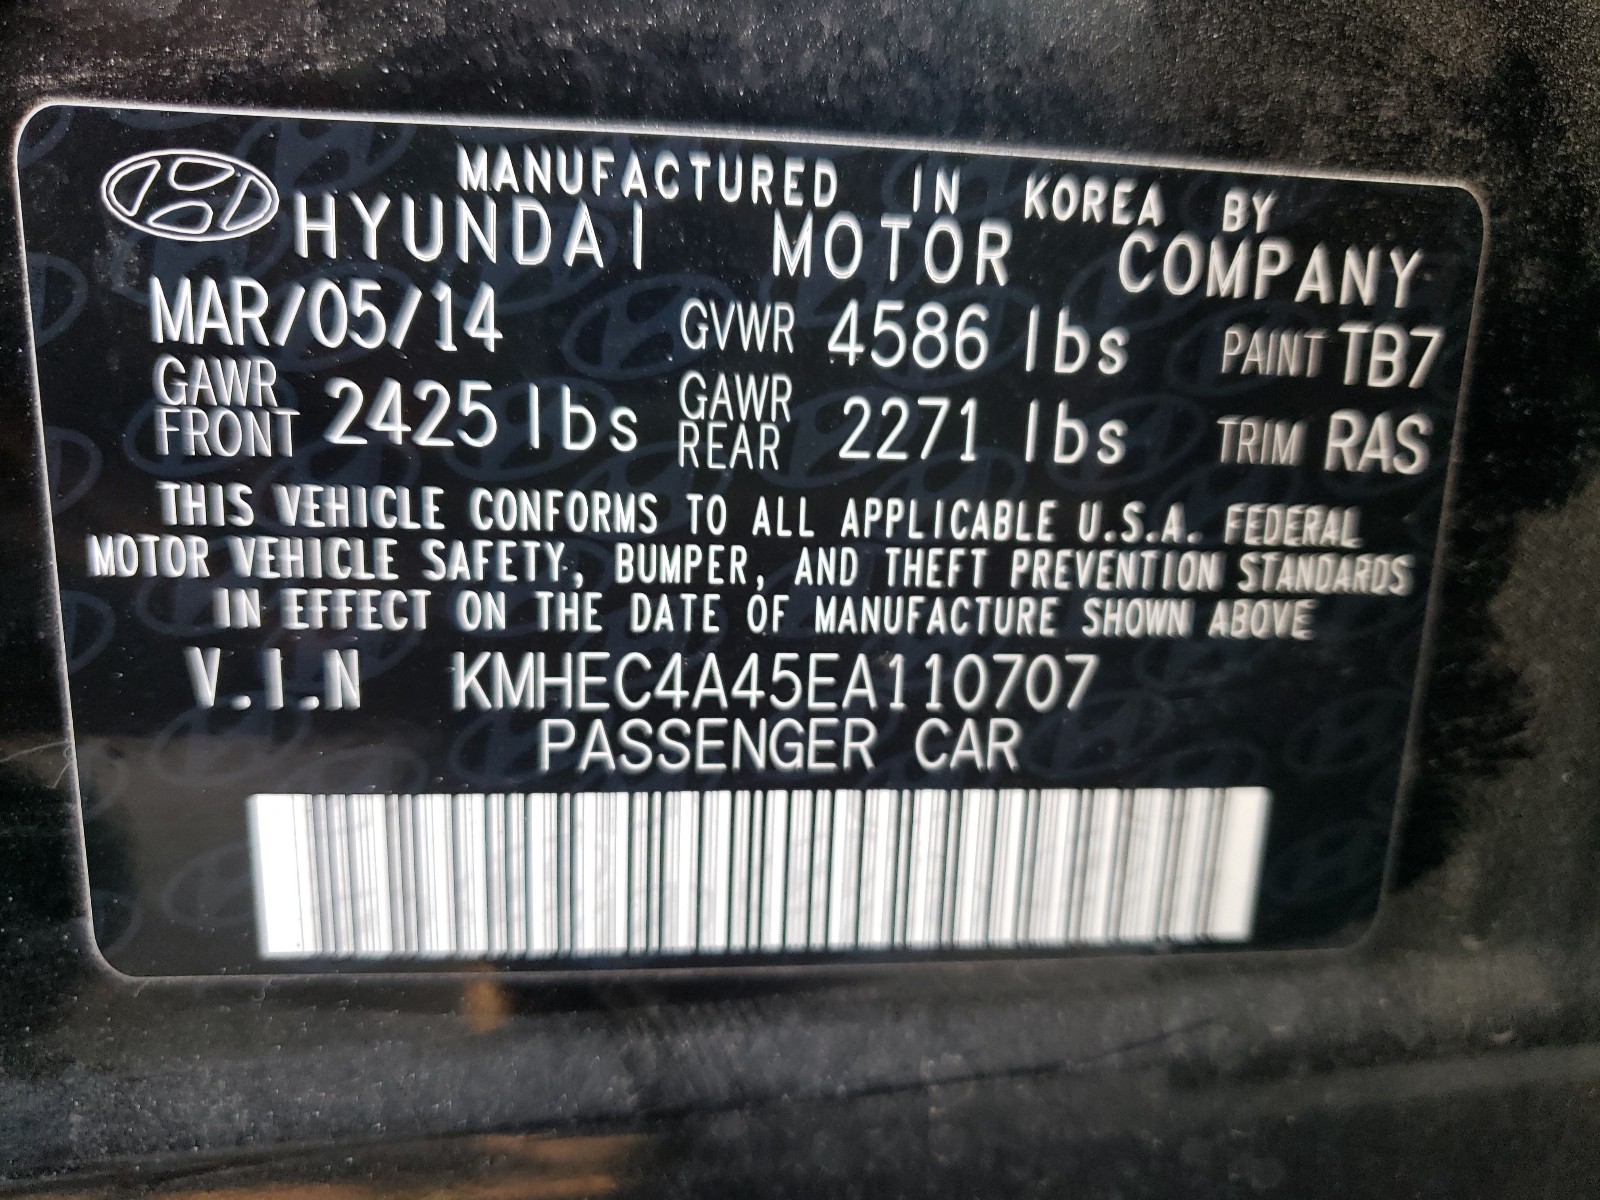 MANUFACTURED IN KOREA BY
HYUNDAI MOTOR COMPANY
MAR/05/14 GVWR 4586 lbs PAINT TB7
GAWR FRONT 2425 lbs GAWR REAR 2271 lbs TRIM RAS
THIS VEHICLE CONFORMS TO ALL APPLICABLE U.S.A. FEDERAL
MOTOR VEHICLE SAFETY, BUMPER, AND THEFT PREVENTION STANDARDS
IN EFFECT ON THE DATE OF MANUFACTURE SHOWN ABOVE
V.I.N KMHEC4A45EA110707
PASSENGER CAR